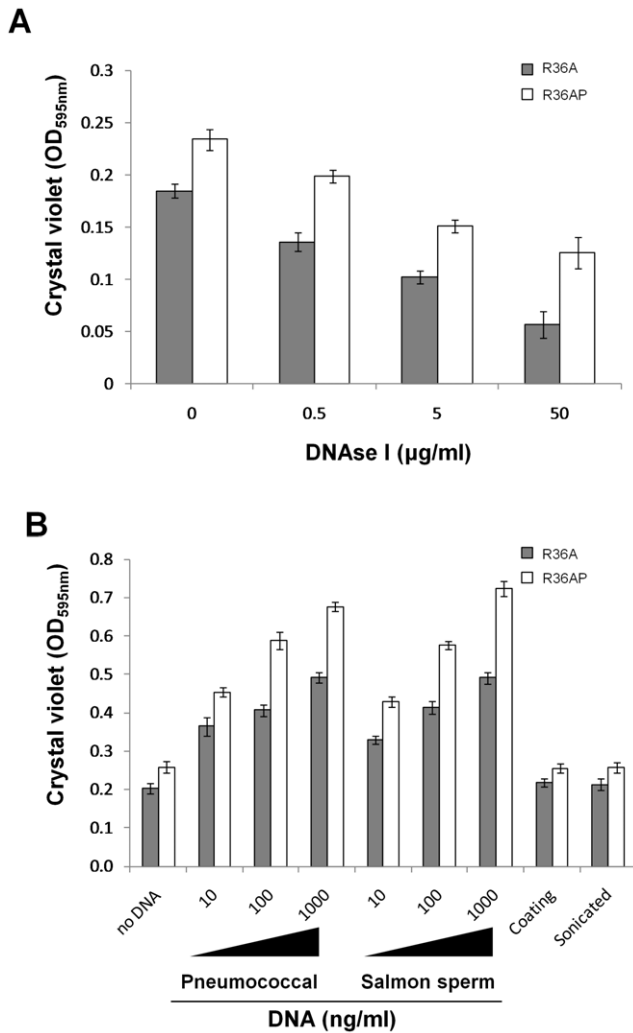 A
Crystal violet (OD595nm)
0.3
0.25
0.2
0.15
0.1
0.05
0
R36A
R36AP
0 0.5 5 50
DNAse I (µg/ml)
B
Crystal violet (OD595nm)
0.8
0.7
0.6
0.5
0.4
0.3
0.2
0.1
0.0
R36A
R36AP
no DNA 10 100 1000 10 100 1000 Coating Sonicated
Pneumococcal Salmon sperm
DNA (ng/ml)